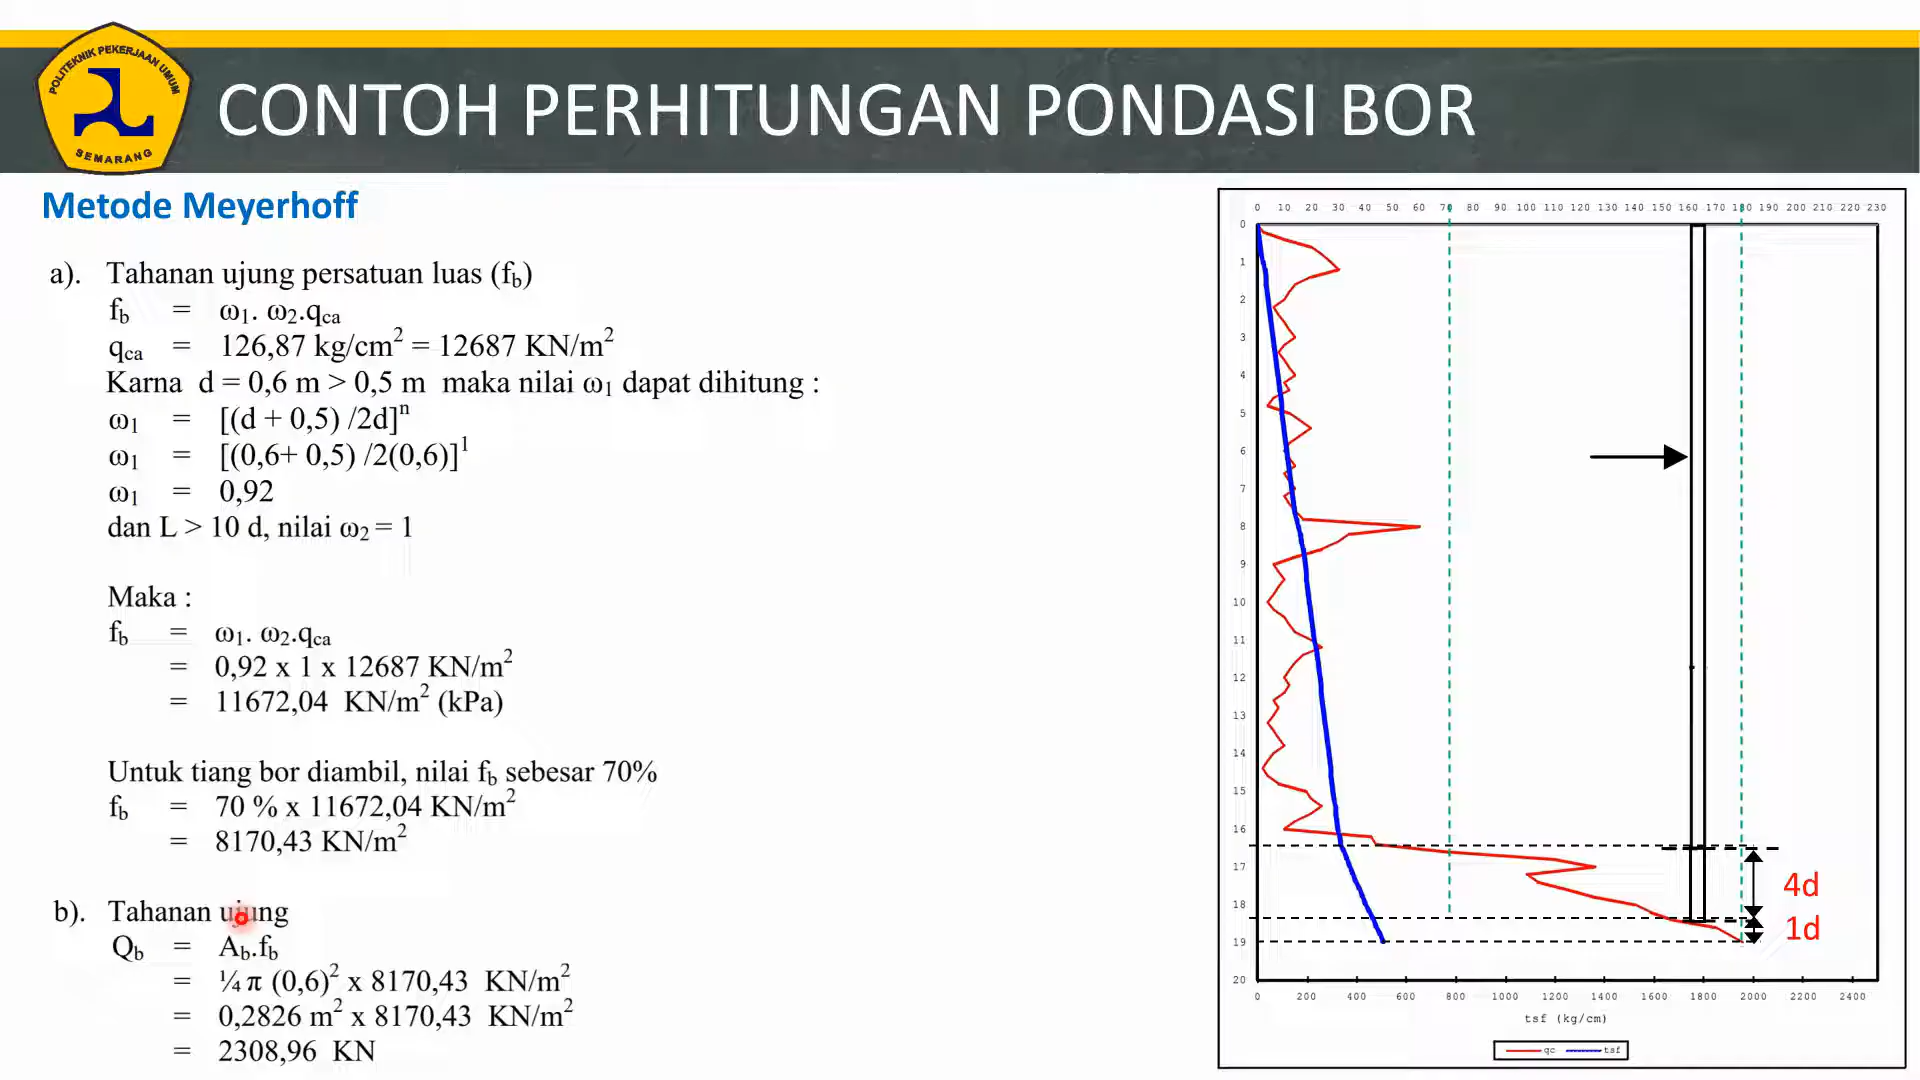 POLITEKNIK PEKERJAAN UMUM
SEMARANG
CONTOH PERHITUNGAN PONDASI BOR
Metode Meyerhoff
a). Tahanan ujung persatuan luas (fb)
fb = ω1. ω2.qca
qca = 126,87 kg/cm² = 12687 KN/m²
Karna d = 0,6 m > 0,5 m maka nilai ω1 dapat dihitung :
ω1 = [(d + 0,5) /2d]ⁿ
ω1 = [(0,6+ 0,5) /2(0,6)]¹
ω1 = 0,92
dan L > 10 d, nilai ω2 = 1
Maka :
fb = ω1. ω2.qca
= 0,92 x 1 x 12687 KN/m²
= 11672,04 KN/m² (kPa)
Untuk tiang bor diambil, nilai fb sebesar 70%
fb = 70 % x 11672,04 KN/m²
= 8170,43 KN/m²
b). Tahanan ujung
Qb = Ab.fb
= ¼ π (0,6)² x 8170,43 KN/m²
= 0,2826 m² x 8170,43 KN/m²
= 2308,96 KN
0 10 20 30 40 50 60 70 80 90 100 110 120 130 140 150 160 170 180 190 200 210 220 230
0
1
2
3
4
5
6
7
8
9
10
11
12
13
14
15
16
17
18
19
20
4d
1d
0 200 400 600 800 1000 1200 1400 1600 1800 2000 2200 2400
tsf (kg/cm)
qc tsf